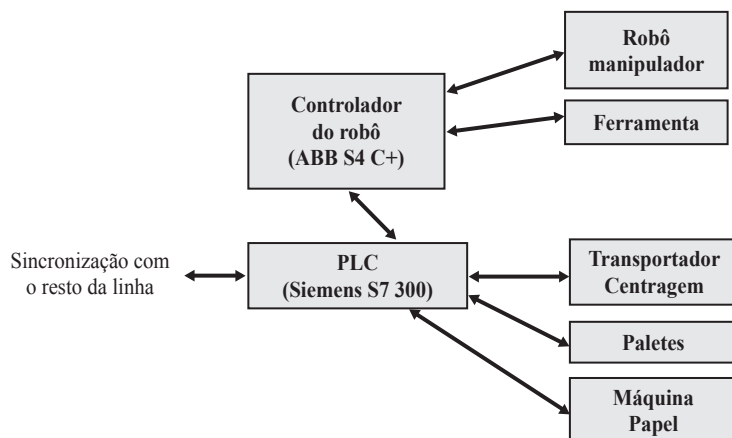 Robô
manipulador
Controlador
do robô
(ABB S4 C+)
Ferramenta
Sincronização com
o resto da linha
PLC
(Siemens S7 300)
Transportador
Centragem
Paletes
Máquina
Papel